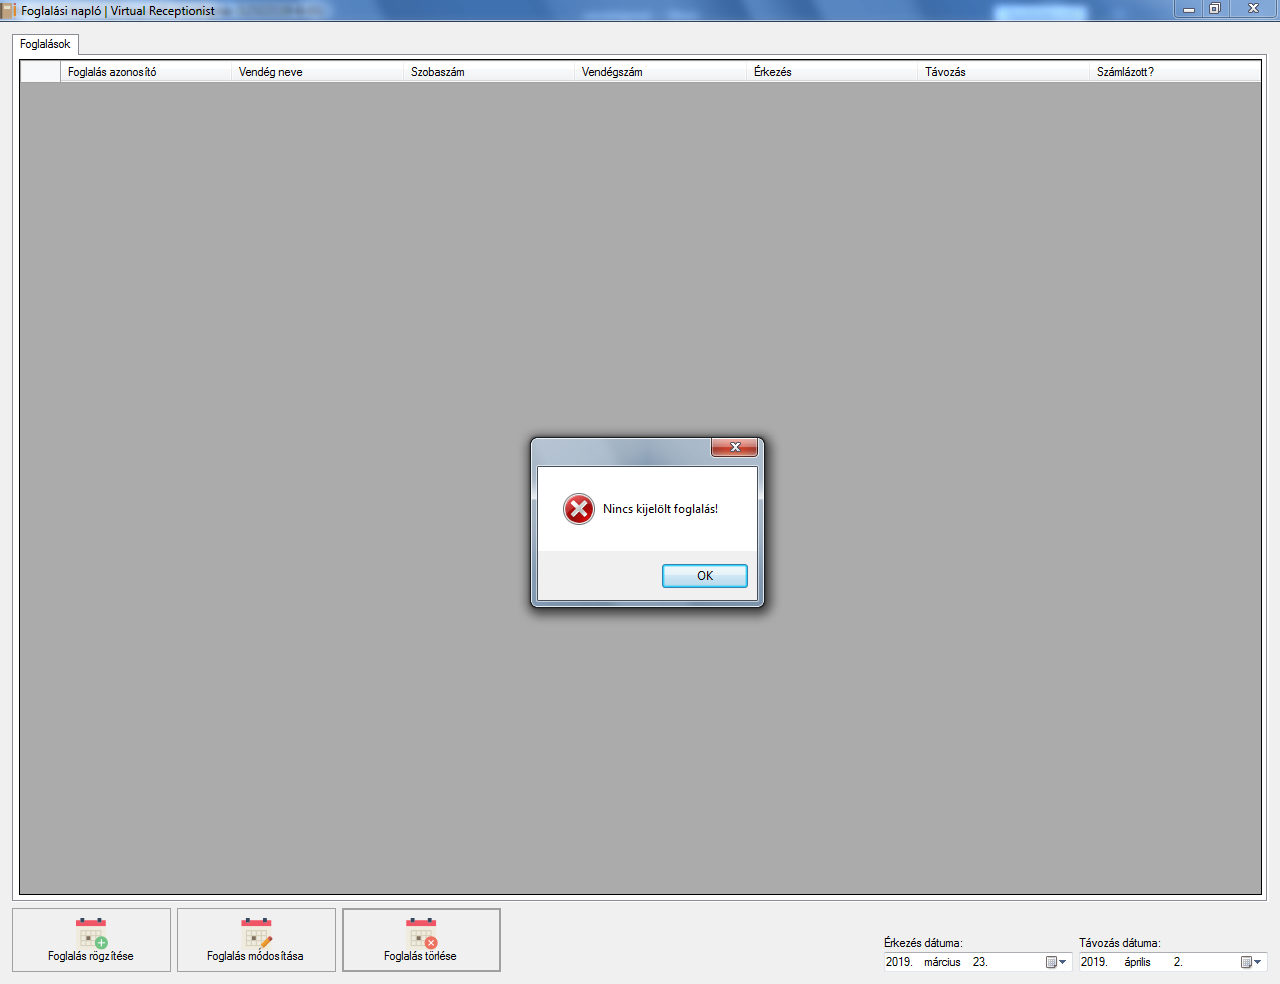 Foglalási napló | Virtual Receptionist
Foglalások
Foglalás azonosító Vendég neve Szobaszám Vendégszám Érkezés Távozás Számlázott?
Nincs kijelölt foglalás!
OK
Foglalás rögzítése Foglalás módosítása Foglalás törlése
Érkezés dátuma: Távozás dátuma:
2019. március 23. 2019. április 2.